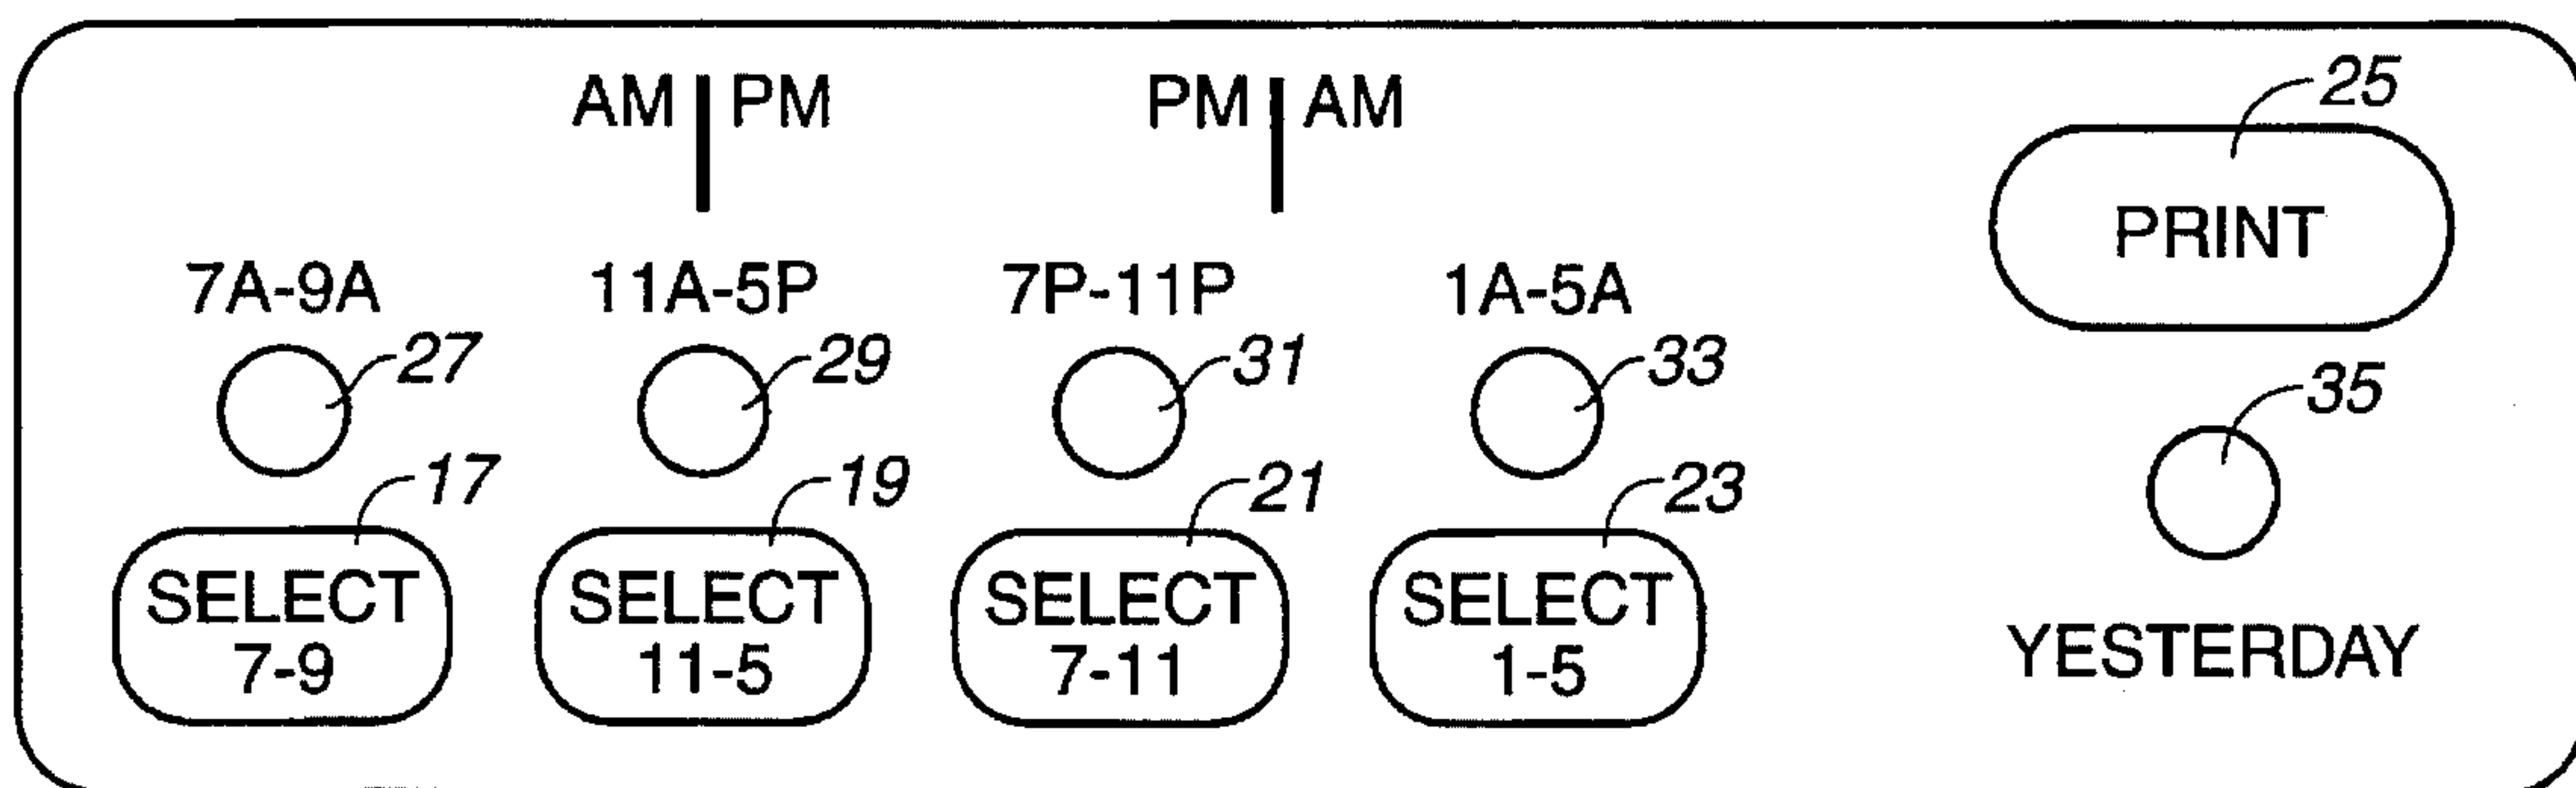 AM | PM
PM | AM
25
PRINT
7A-9A
11A-5P
7P-11P
1A-5A
27
29
31
33
35
17
19
21
23
SELECT
7-9
SELECT
11-5
SELECT
7-11
SELECT
1-5
YESTERDAY